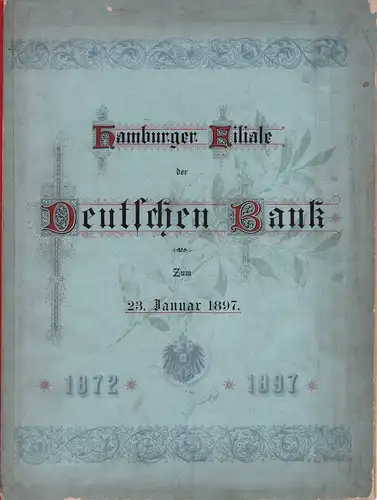 Hamburger Filiale
der
Deutſchen Bank
Zum
23. Januar 1897.
1872 1897